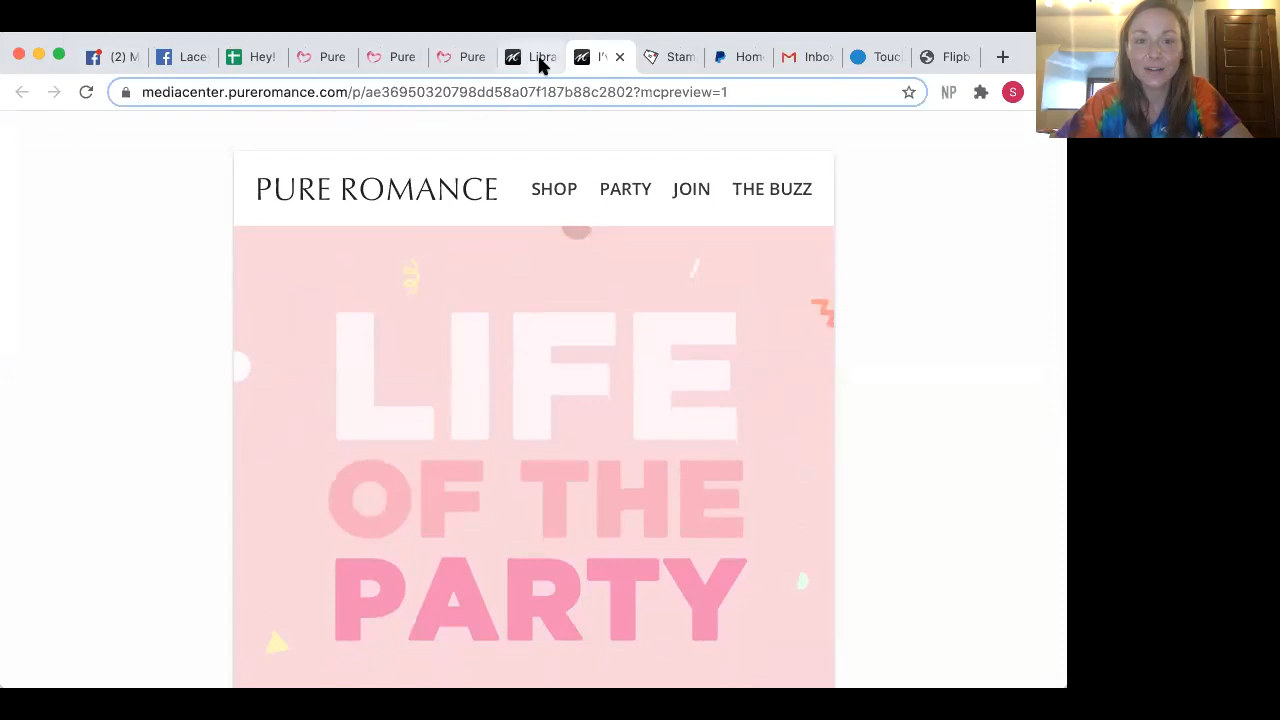 (2) M
Lace
Hey!
Pure
Pure
Pure
Libra
I'v
Stam
Hom
Inbo
Touc
Flipb
mediacenter.pureromance.com/p/ae36950320798dd58a07f187b88c2802?mcpreview=1
NP
S
PURE ROMANCE
SHOP
PARTY
JOIN
THE BUZZ
LIFE
OF THE
PARTY